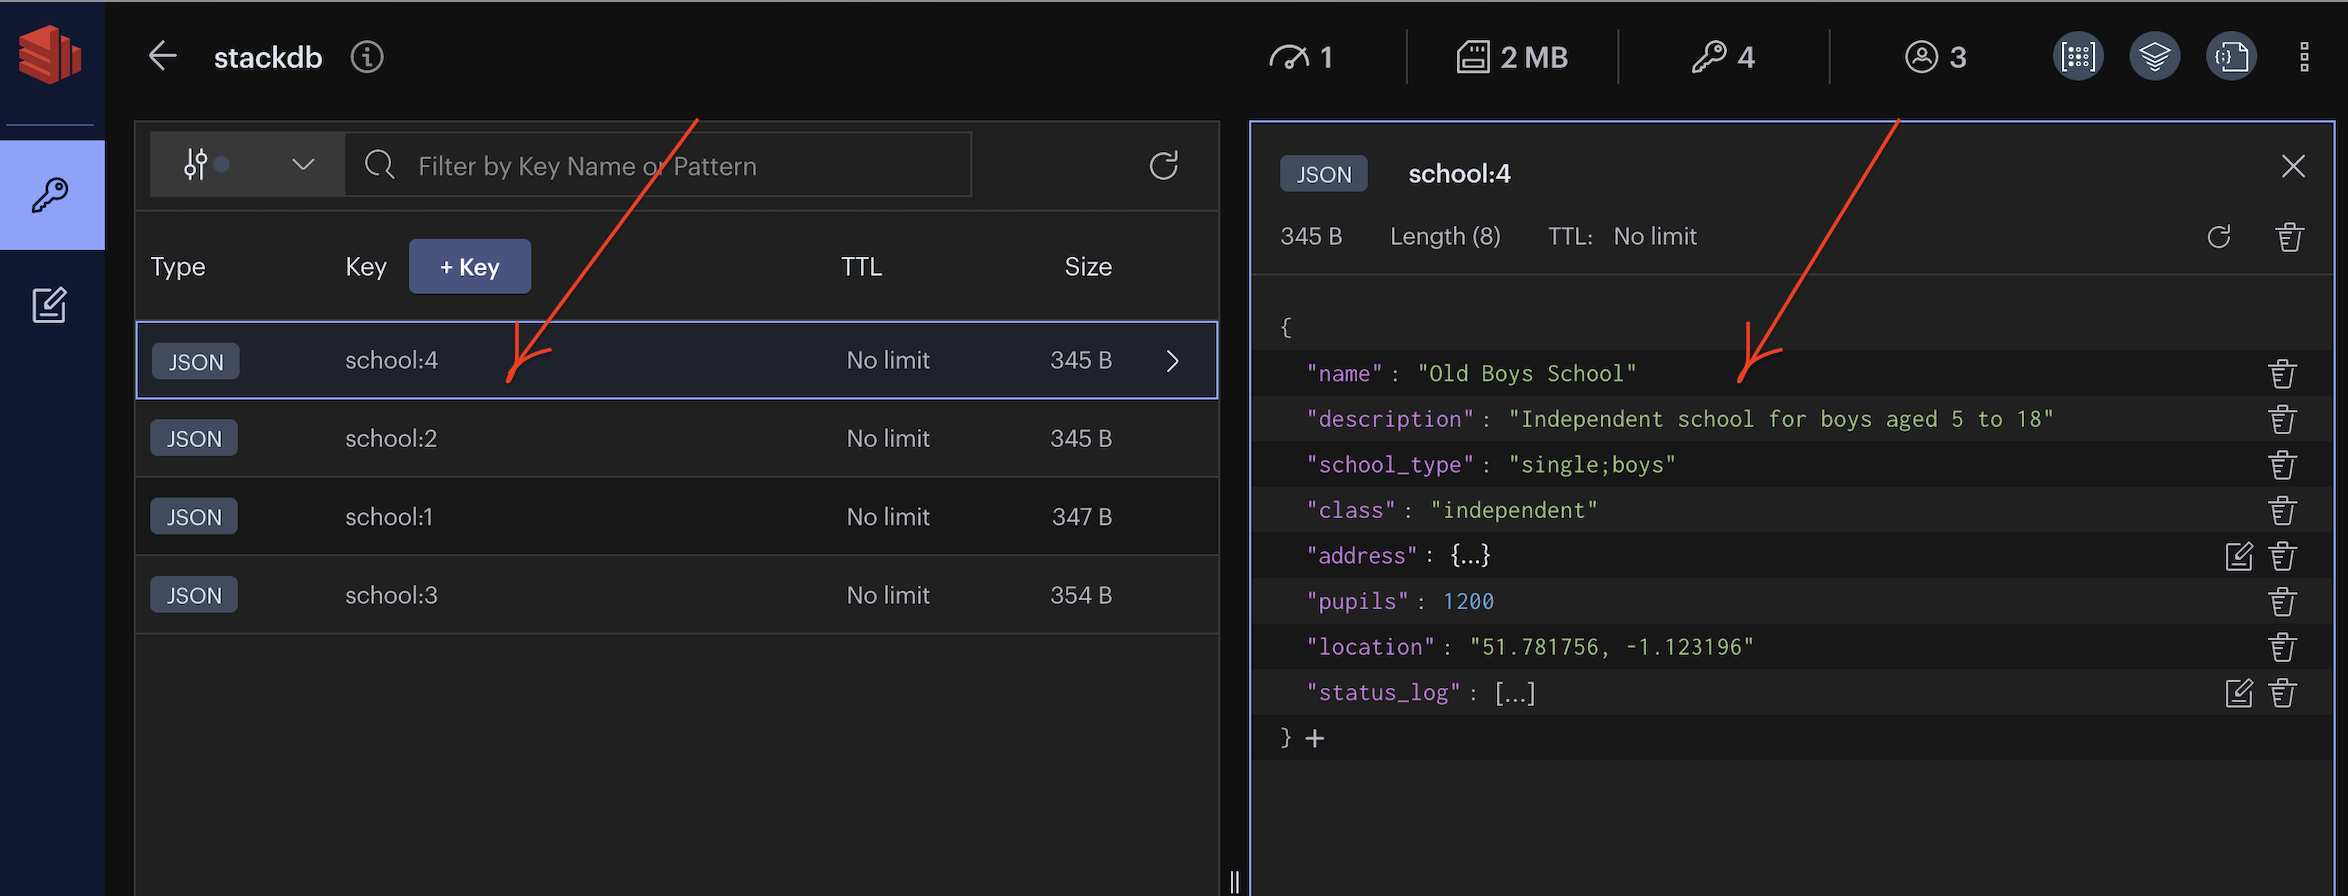 stackdb
1
2 MB
4
3
Filter by Key Name or Pattern
Type Key + Key TTL Size
JSON school:4 No limit 345 B
JSON school:2 No limit 345 B
JSON school:1 No limit 347 B
JSON school:3 No limit 354 B
JSON school:4
345 B Length (8) TTL: No limit
{
"name" : "Old Boys School"
"description" : "Independent school for boys aged 5 to 18"
"school_type" : "single;boys"
"class" : "independent"
"address" : {...}
"pupils" : 1200
"location" : "51.781756, -1.123196"
"status_log" : [...]
} +